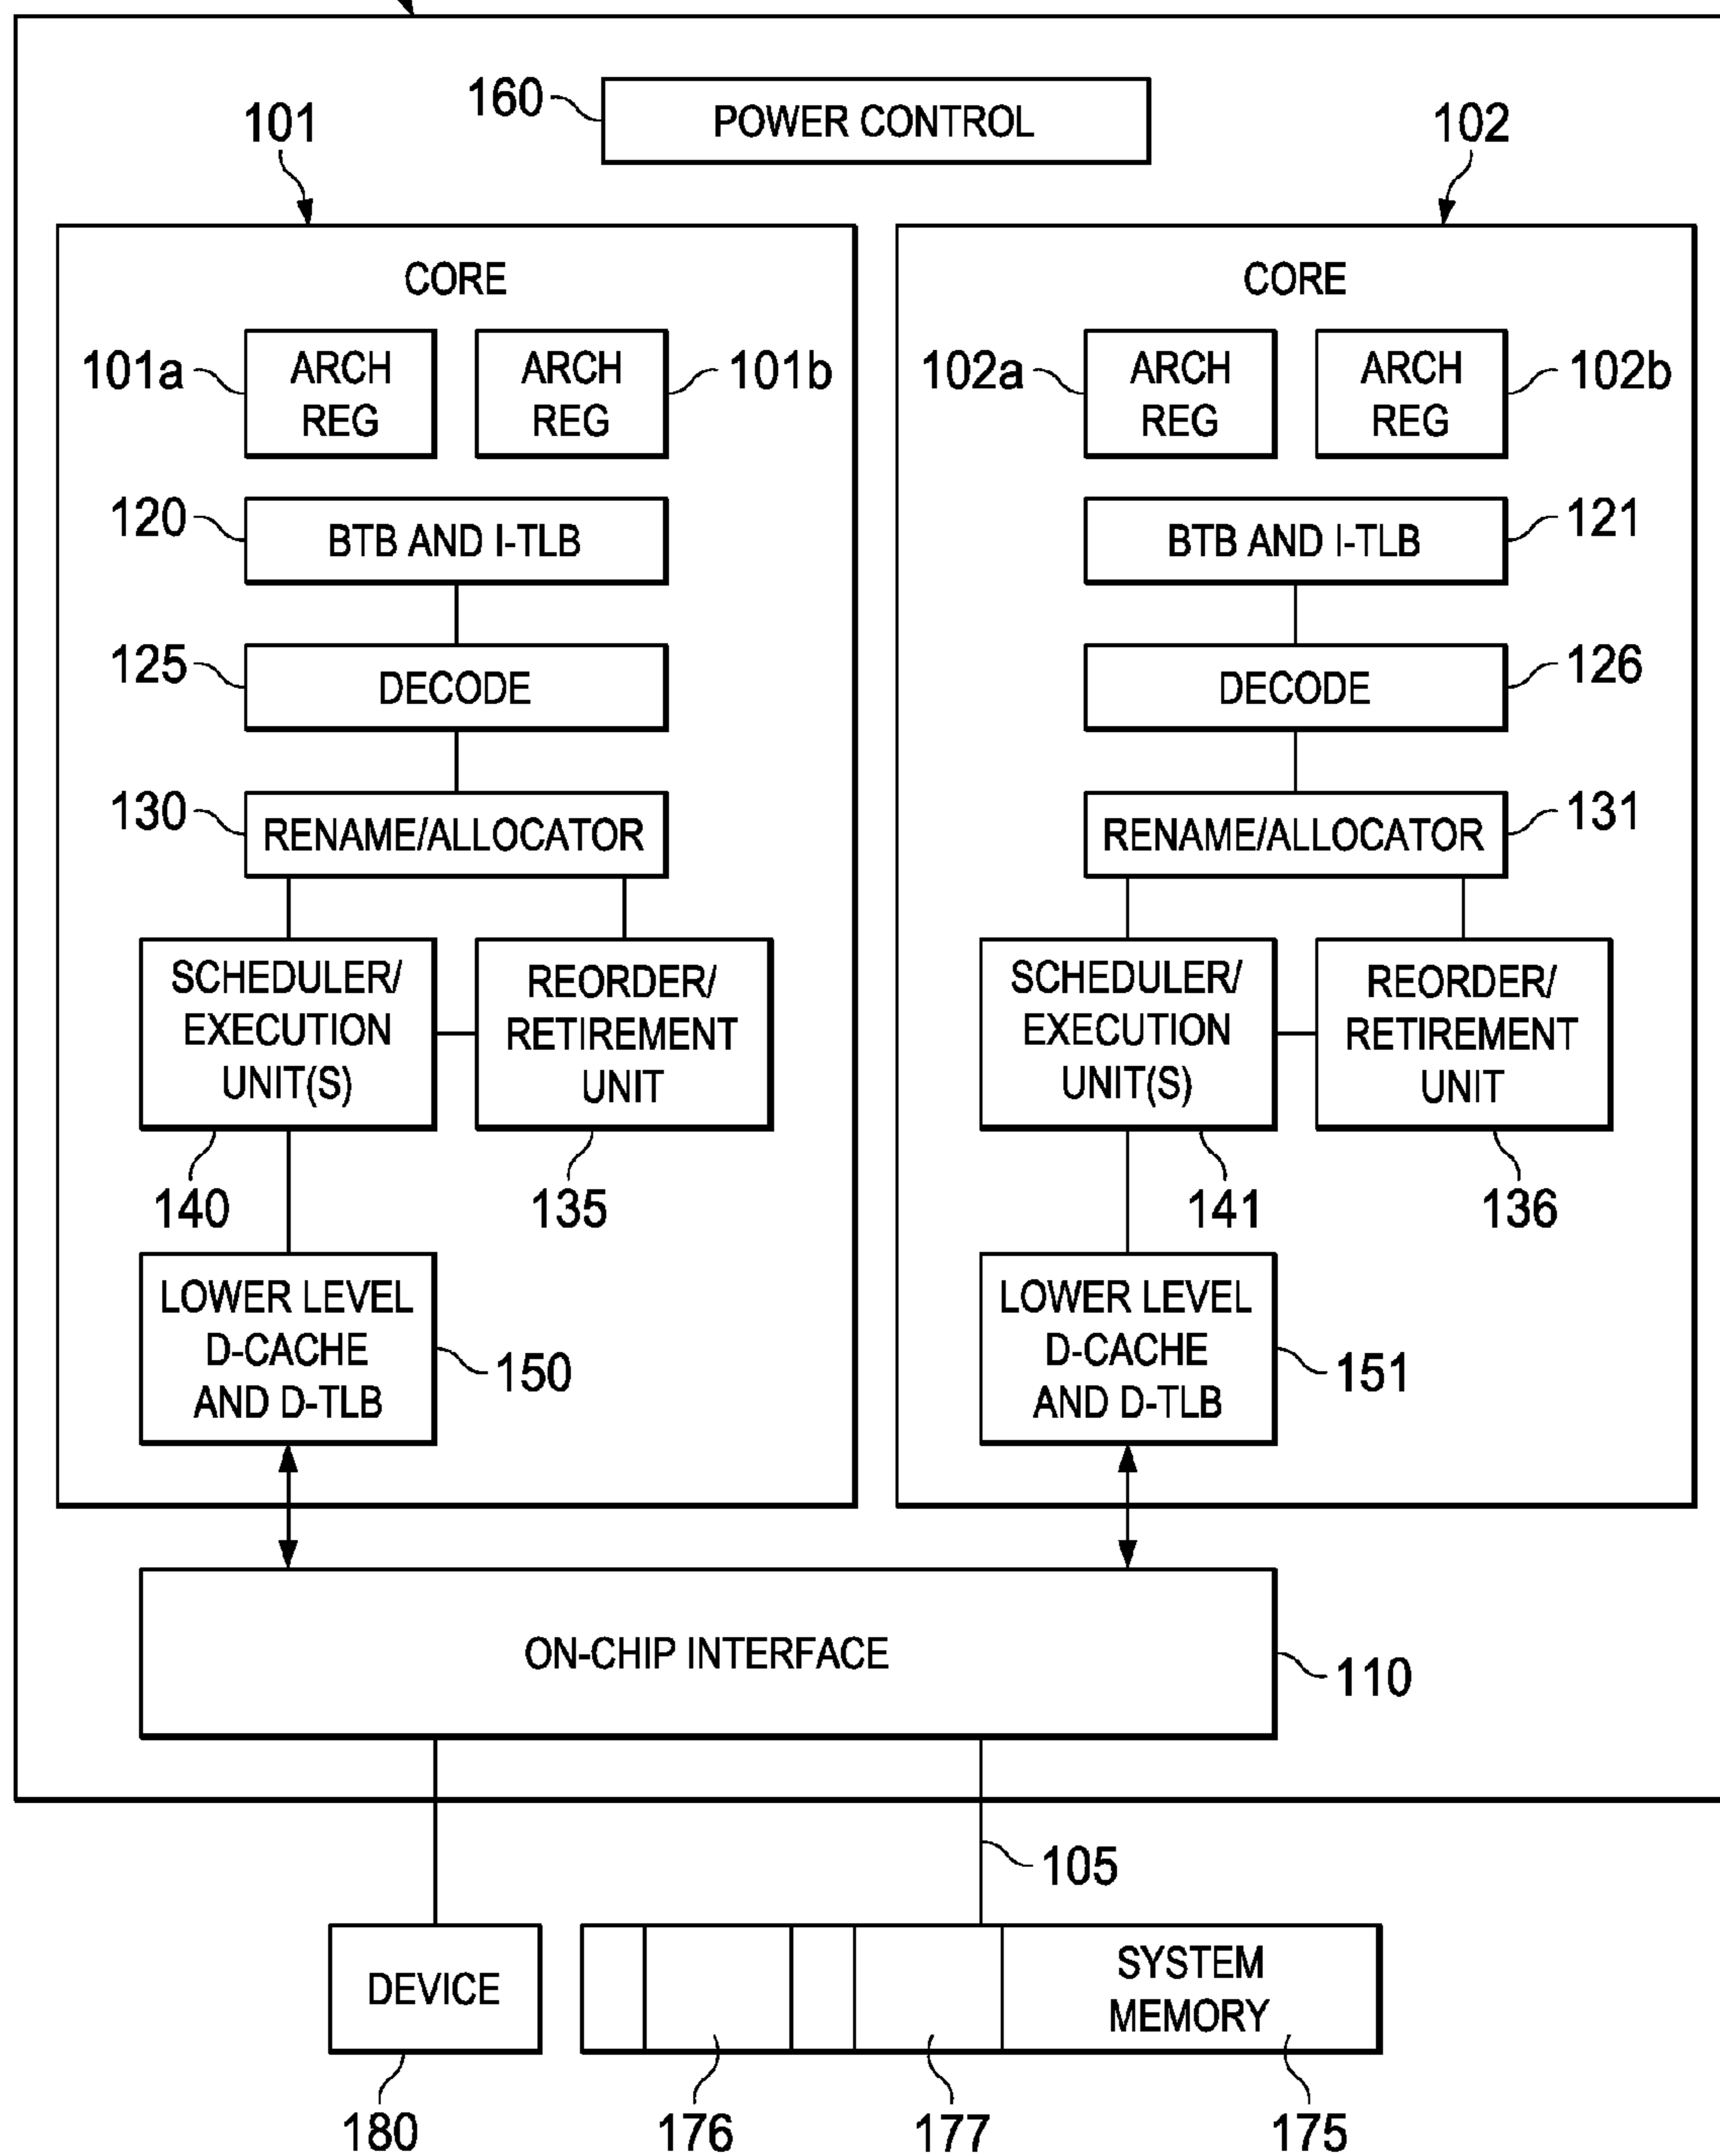 160
POWER CONTROL
101
102
CORE
CORE
101a
ARCH
REG
ARCH
REG
101b
102a
ARCH
REG
ARCH
REG
102b
120
BTB AND I-TLB
BTB AND I-TLB
121
125
DECODE
DECODE
126
130
RENAME/ALLOCATOR
RENAME/ALLOCATOR
131
SCHEDULER/
EXECUTION
UNIT(S)
REORDER/
RETIREMENT
UNIT
SCHEDULER/
EXECUTION
UNIT(S)
REORDER/
RETIREMENT
UNIT
140
135
141
136
LOWER LEVEL
D-CACHE
AND D-TLB
150
LOWER LEVEL
D-CACHE
AND D-TLB
151
ON-CHIP INTERFACE
110
105
DEVICE
SYSTEM
MEMORY
180
176
177
175